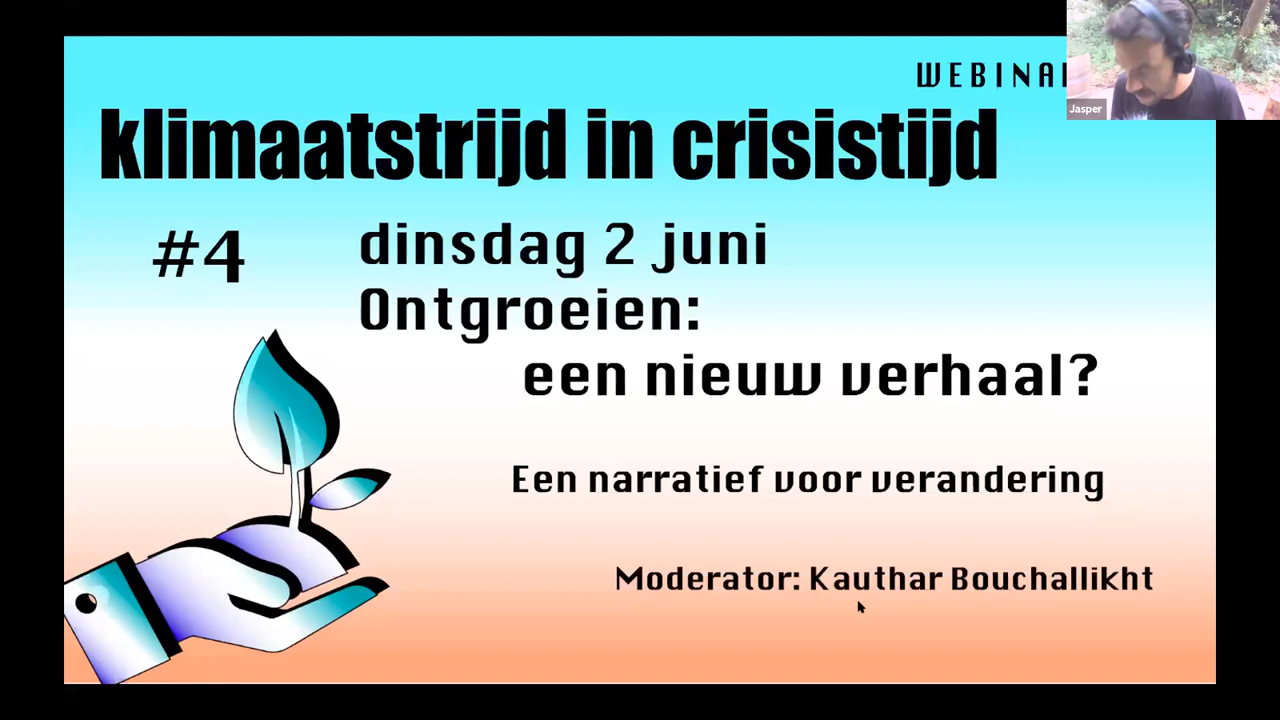 WEBINA
Jasper
klimaatstrijd in crisistijd
#4
dinsdag 2 juni
Ontgroeien:
een nieuw verhaal?
Een narratief voor verandering
Moderator: Kauthar Bouchallikht